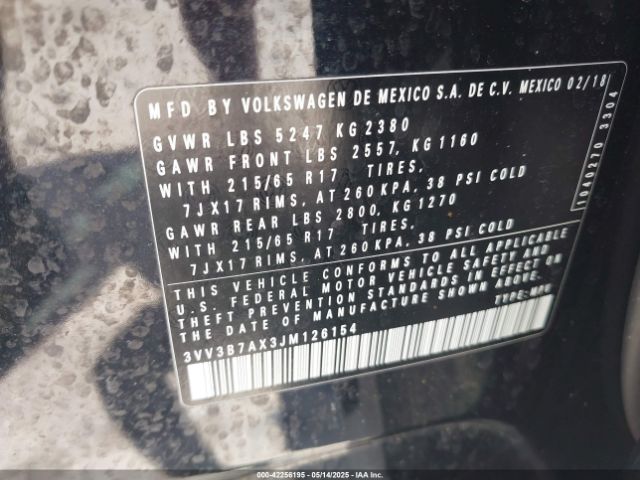 MFD BY VOLKSWAGEN DE MEXICO S.A. DE C.V. MEXICO 02/18
GVWR LBS 5247 KG 2380
GAWR FRONT LBS 2557, KG 1160
WITH 215/65 R17 TIRES,
7JX17 RIMS, AT 260 KPA, 38 PSI COLD
GAWR REAR LBS 2800, KG 1270
WITH 215/65 R17 TIRES,
7JX17 RIMS, AT 260 KPA, 38 PSI COLD
THIS VEHICLE CONFORMS TO ALL APPLICABLE
U.S. FEDERAL MOTOR VEHICLE SAFETY AND
THEFT PREVENTION STANDARDS IN EFFECT ON
DATE OF MANUFACTURE SHOWN ABOVE.
3VV3B7AX3JM126154
TYPE: MPV
1040270 3304
000-42256195 - 05/14/2025 - IAAI, Inc.